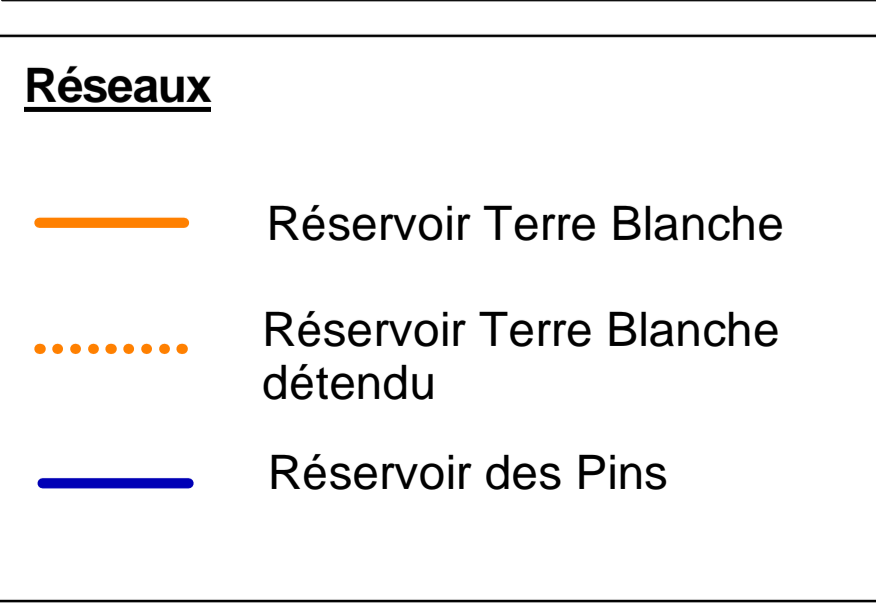 Réseaux
Réservoir Terre Blanche
Réservoir Terre Blanche
détendu
Réservoir des Pins